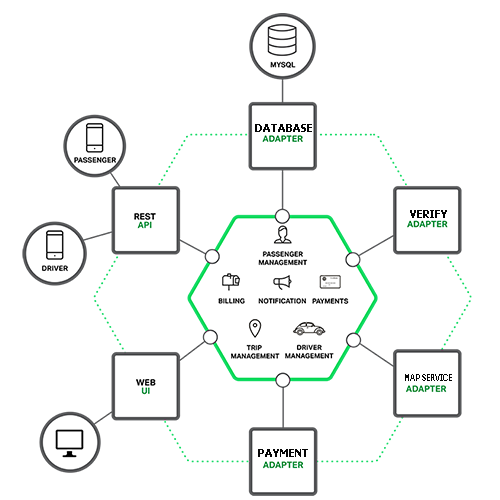 MYSQL
DATABASE
ADAPTER
PASSENGER
REST
API
VERIFY
ADAPTER
DRIVER
PASSENGER
MANAGEMENT
BILLING
NOTIFICATION
PAYMENTS
TRIP
MANAGEMENT
DRIVER
MANAGEMENT
WEB
UI
MAP SERVICE
ADAPTER
PAYMENT
ADAPTER